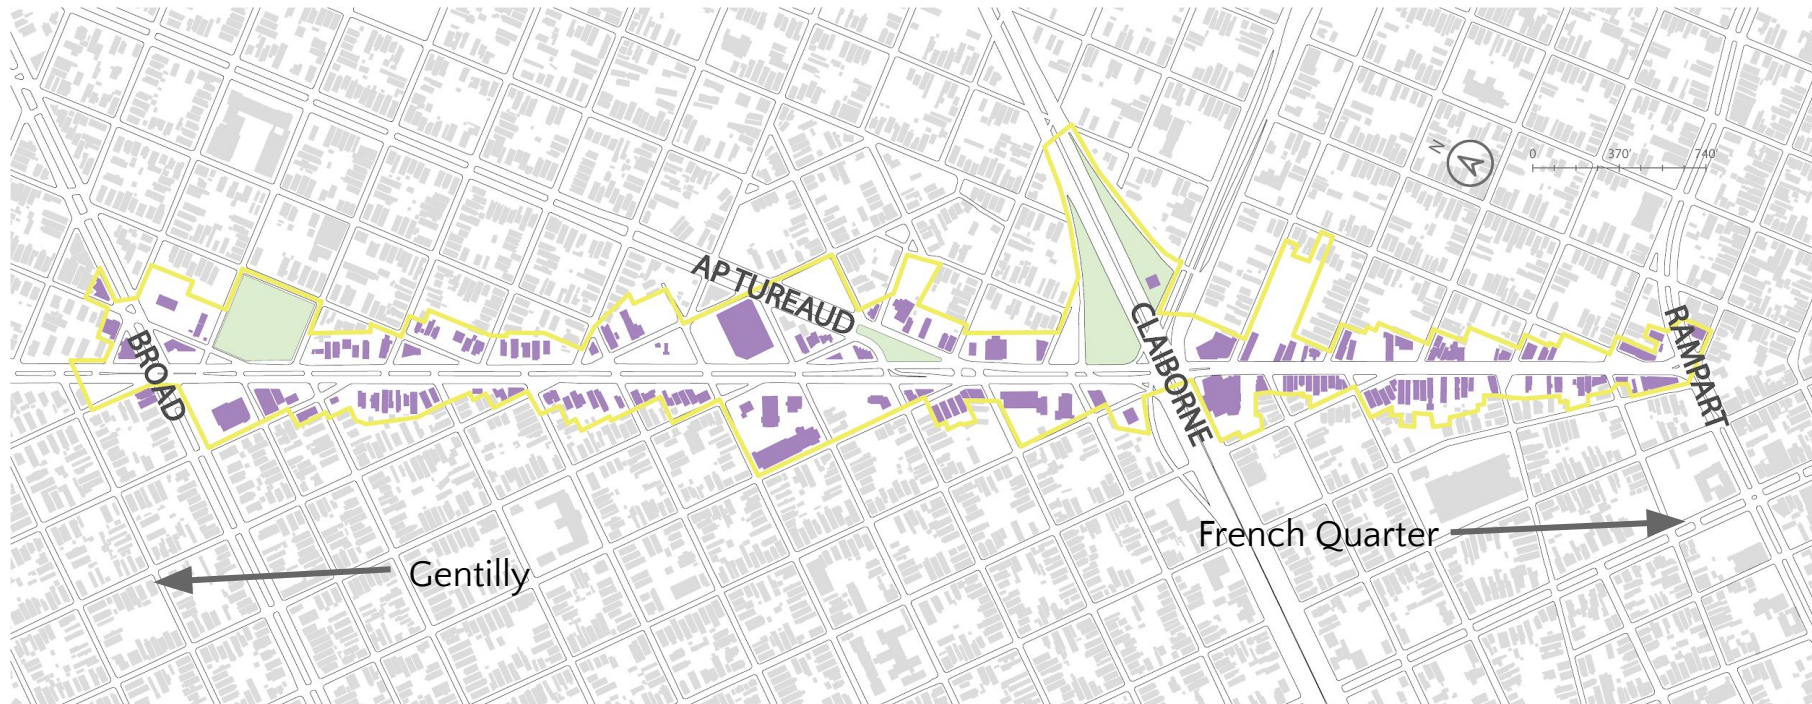 N
0 370' 740'
AP TUREAUD
BROAD
CLAIBORNE
RAMPART
French Quarter
Gentilly